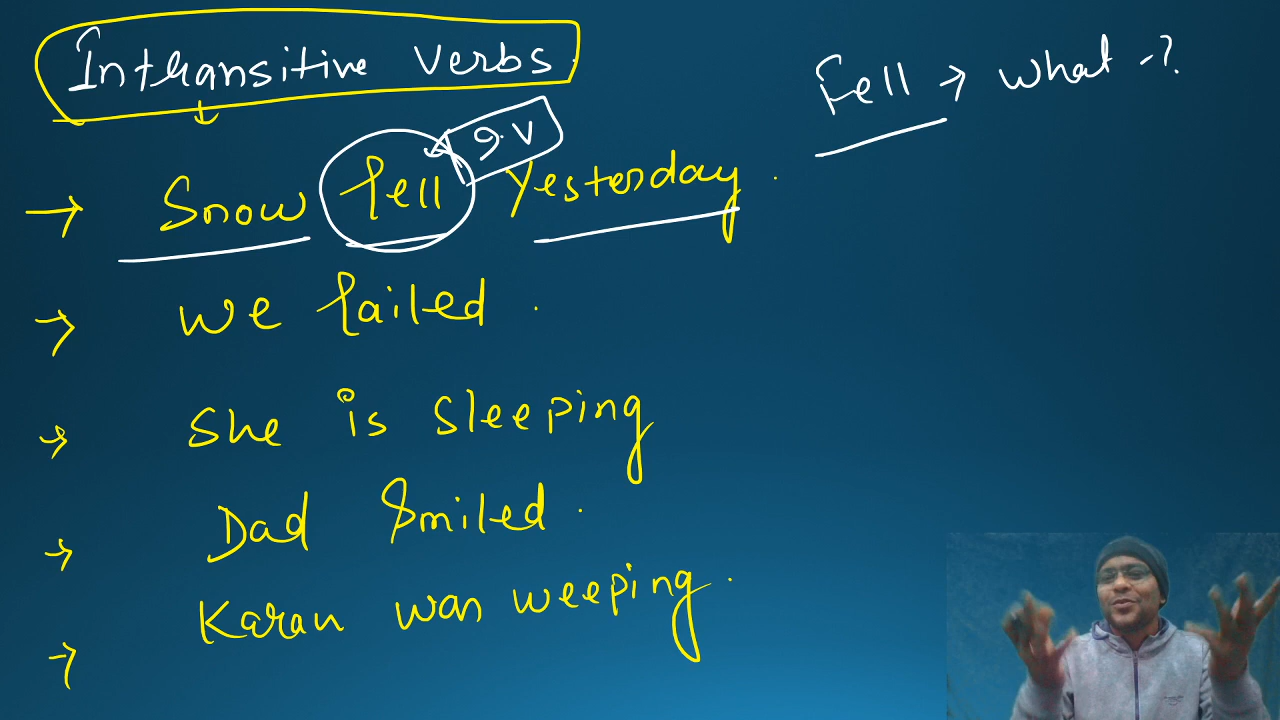 Intransitive Verbs.
Fell → What - ?
I.V
→ Snow fell Yesterday.
→ We failed.
→ She is sleeping
→ Dad Smiled.
→ Karan was weeping.